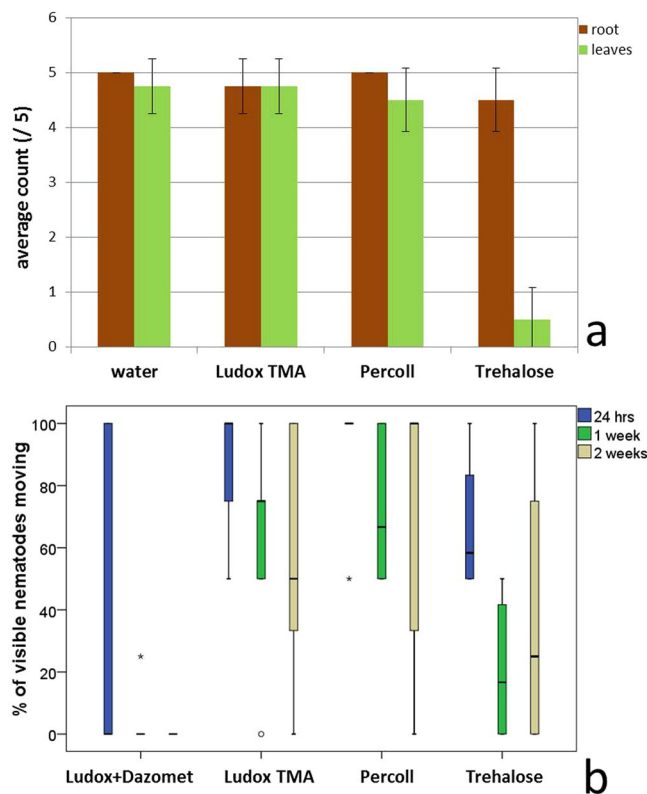 6
5
4
3
2
1
0
average count (/ 5)
root
leaves
water Ludox TMA Percoll Trehalose
a
100
80
60
40
20
0
% of visible nematodes moving
24 hrs
1 week
2 weeks
*
*
Ludox+Dazomet Ludox TMA Percoll Trehalose
b